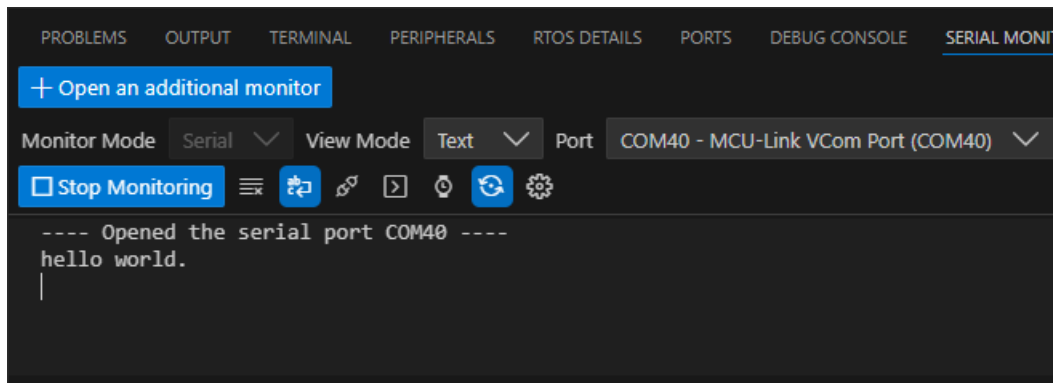 PROBLEMS OUTPUT TERMINAL PERIPHERALS RTOS DETAILS PORTS DEBUG CONSOLE SERIAL MONI
+ Open an additional monitor
Monitor Mode Serial View Mode Text Port COM40 - MCU-Link VCom Port (COM40)
Stop Monitoring
---- Opened the serial port COM40 ----
hello world.